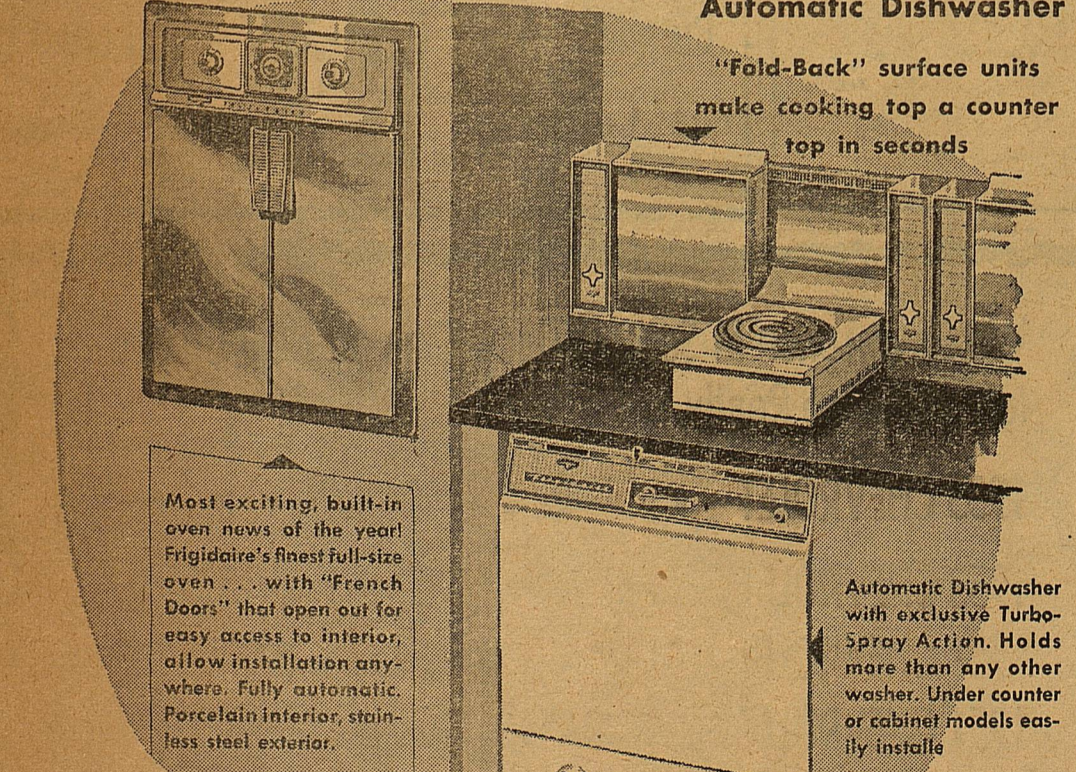 Automatic Dishwasher
"Fold-Back" surface units
make cooking top a counter
top in seconds
Most exciting, built-in
oven news of the year!
Frigidaire's finest full-size
oven . . . with "French
Doors" that open out for
easy access to interior,
allow installation any-
where. Fully automatic.
Porcelain interior, stain-
less steel exterior.
Automatic Dishwasher
with exclusive Turbo-
Spray Action. Holds
more than any other
washer. Under counter
or cabinet models eas-
ily installe